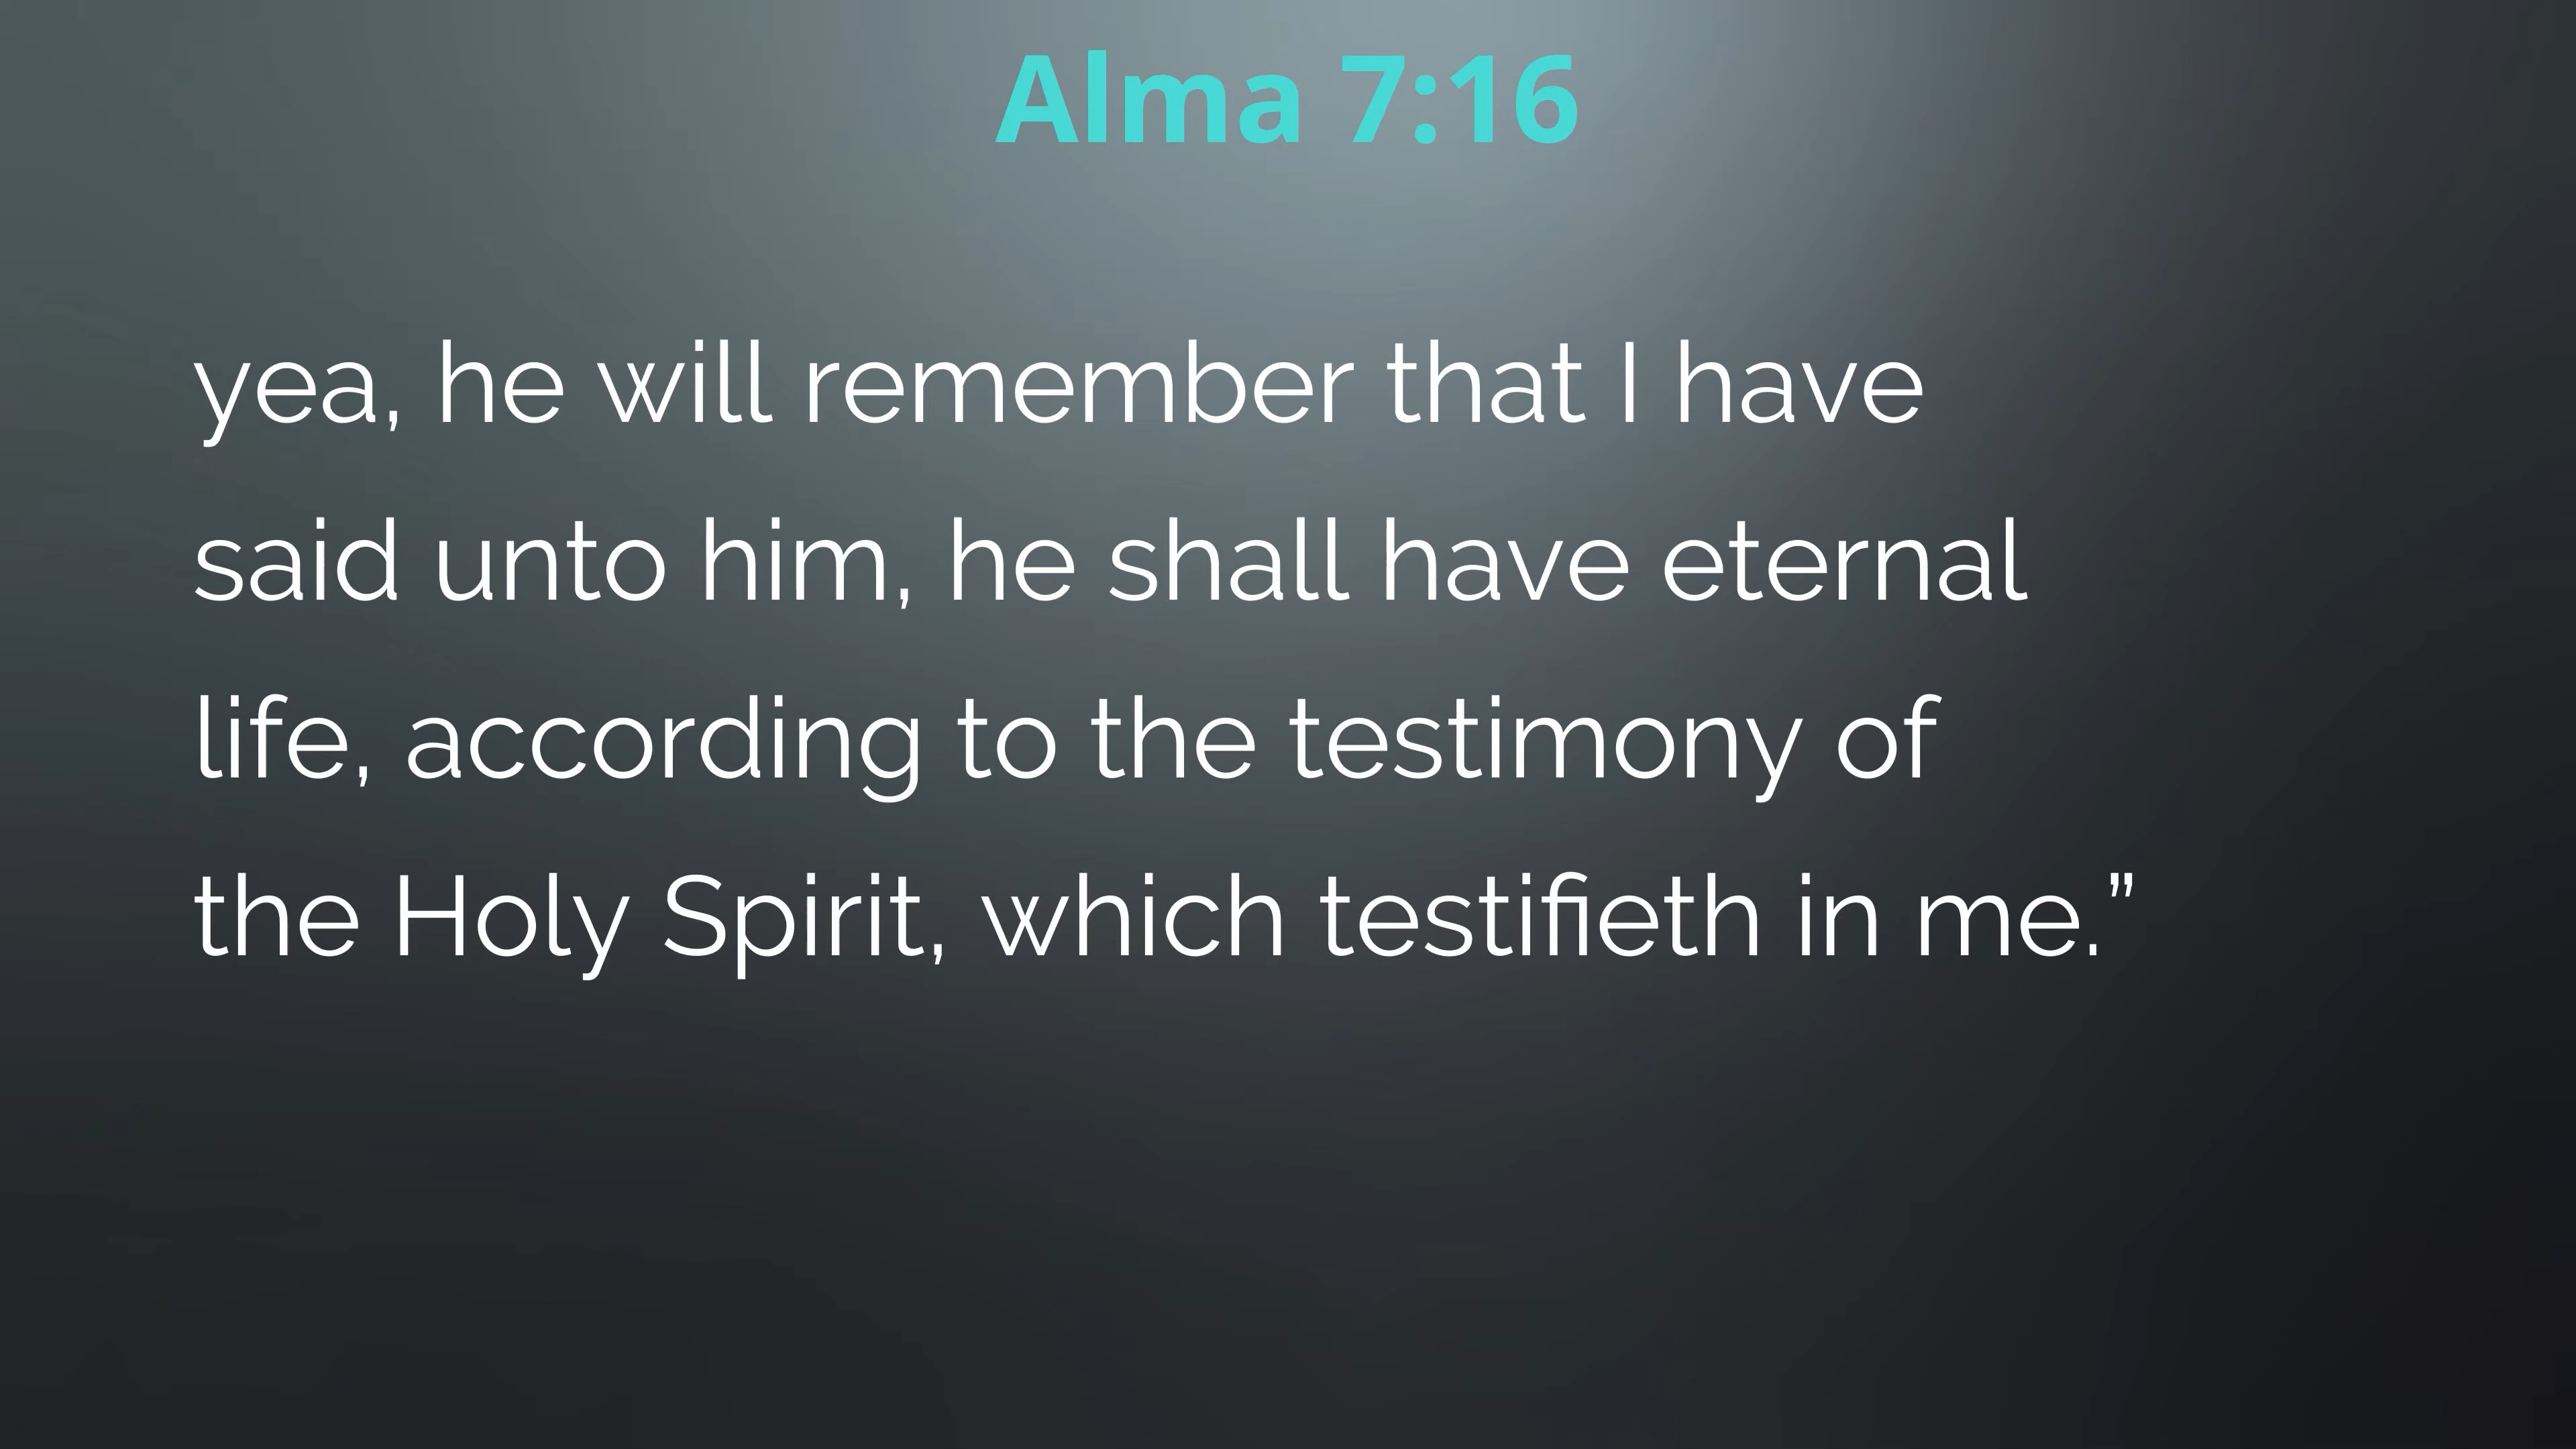 Alma 7:16
yea, he will remember that I have
said unto him, he shall have eternal
life, according to the testimony of
the Holy Spirit, which testifieth in me.”